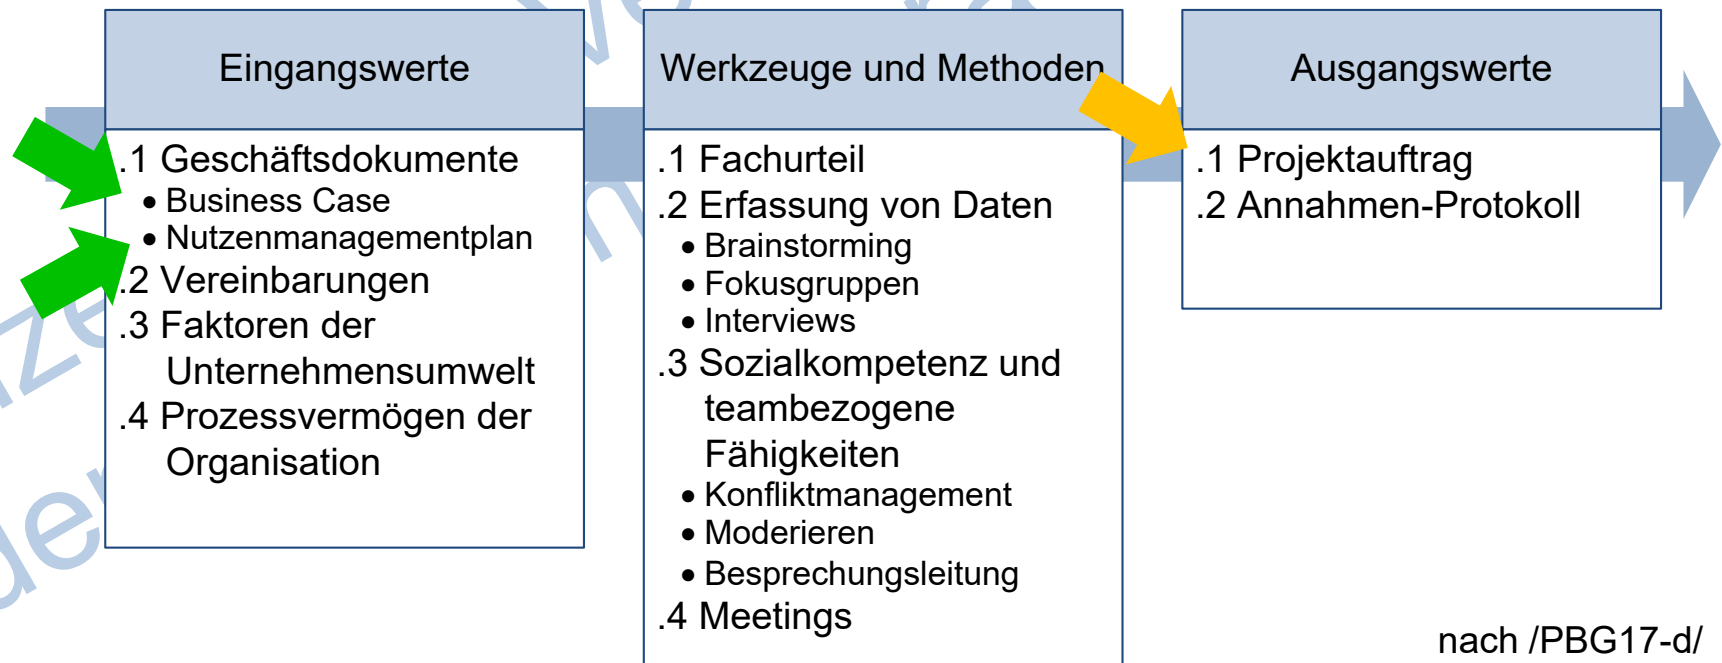 Eingangswerte
.1 Geschäftsdokumente
• Business Case
• Nutzenmanagementplan
.2 Vereinbarungen
.3 Faktoren der
Unternehmensumwelt
.4 Prozessvermögen der
Organisation
Werkzeuge und Methoden
.1 Fachurteil
.2 Erfassung von Daten
• Brainstorming
• Fokusgruppen
• Interviews
.3 Sozialkompetenz und
teambezogene
Fähigkeiten
• Konfliktmanagement
• Moderieren
• Besprechungsleitung
.4 Meetings
Ausgangswerte
.1 Projektauftrag
.2 Annahmen-Protokoll
nach /PBG17-d/